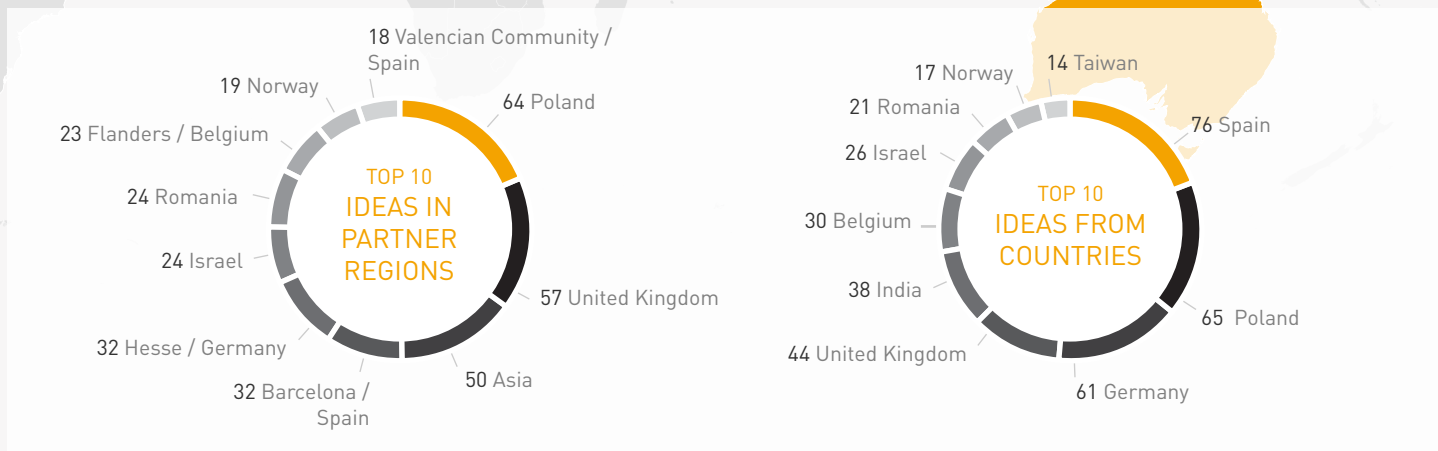 18 Valencian Community /
Spain
64 Poland
19 Norway
23 Flanders / Belgium
24 Romania
24 Israel
32 Hesse / Germany
32 Barcelona /
Spain
50 Asia
57 United Kingdom
TOP 10
IDEAS IN
PARTNER
REGIONS
14 Taiwan
17 Norway
21 Romania
76 Spain
26 Israel
30 Belgium
38 India
44 United Kingdom
61 Germany
65 Poland
TOP 10
IDEAS FROM
COUNTRIES